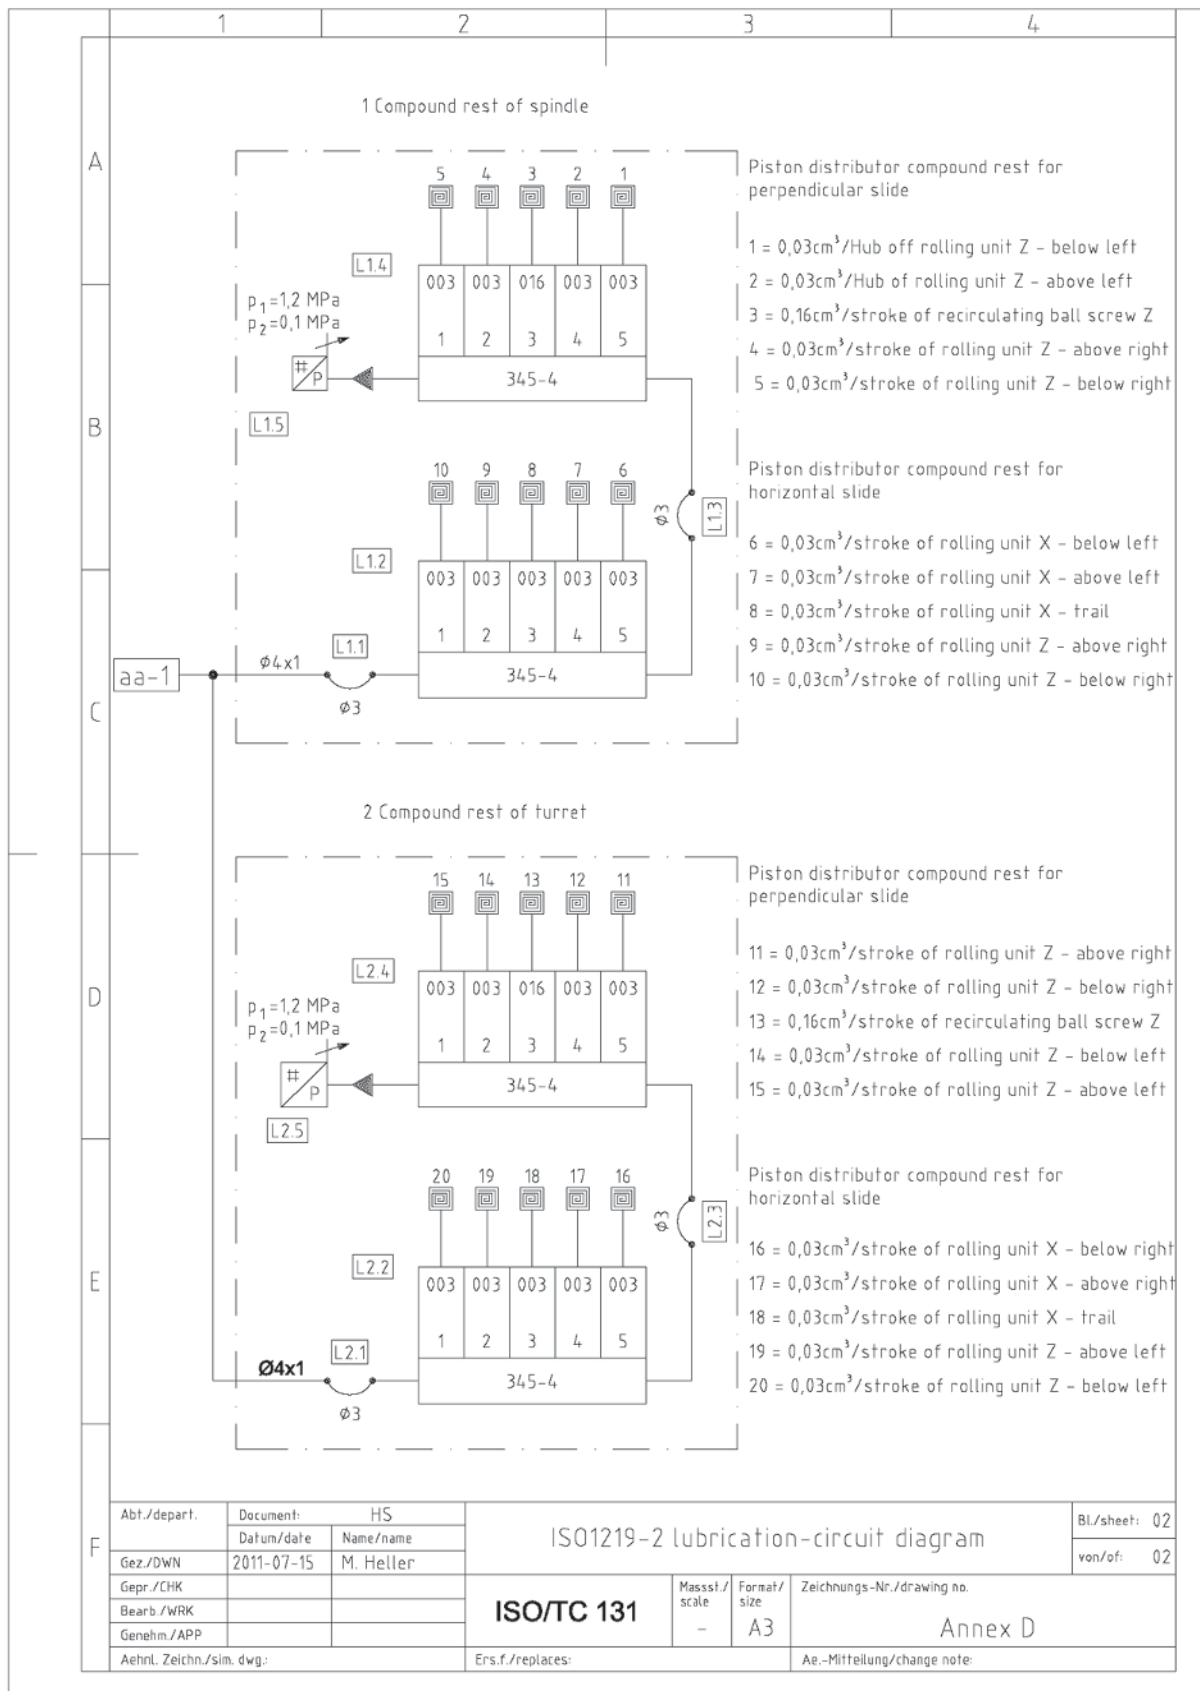 1 2 3 4
1 Compound rest of spindle
A
5 4 3 2 1
Piston distributor compound rest for
perpendicular slide
L1.4
003 003 016 003 003
1 2 3 4 5
345-4
p1=1,2 MPa
p2=0,1 MPa
#
P
L1.5
1 = 0,03cm³/Hub off rolling unit Z - below left
2 = 0,03cm³/Hub of rolling unit Z - above left
3 = 0,16cm³/stroke of recirculating ball screw Z
4 = 0,03cm³/stroke of rolling unit Z - above right
5 = 0,03cm³/stroke of rolling unit Z - below right
B
10 9 8 7 6
Ø3
L1.3
Piston distributor compound rest for
horizontal slide
L1.2
003 003 003 003 003
1 2 3 4 5
345-4
6 = 0,03cm³/stroke of rolling unit X - below left
7 = 0,03cm³/stroke of rolling unit X - above left
8 = 0,03cm³/stroke of rolling unit X - trail
9 = 0,03cm³/stroke of rolling unit Z - above right
10 = 0,03cm³/stroke of rolling unit Z - below right
L1.1
aa-1
Ø4x1
Ø3
C
2 Compound rest of turret
15 14 13 12 11
Piston distributor compound rest for
perpendicular slide
L2.4
003 003 016 003 003
1 2 3 4 5
345-4
D
p1=1,2 MPa
p2=0,1 MPa
#
P
L2.5
11 = 0,03cm³/stroke of rolling unit Z - above right
12 = 0,03cm³/stroke of rolling unit Z - below right
13 = 0,16cm³/stroke of recirculating ball screw Z
14 = 0,03cm³/stroke of rolling unit Z - below left
15 = 0,03cm³/stroke of rolling unit Z - above left
20 19 18 17 16
Ø3
L2.3
Piston distributor compound rest for
horizontal slide
E
L2.2
003 003 003 003 003
1 2 3 4 5
345-4
16 = 0,03cm³/stroke of rolling unit X - below right
17 = 0,03cm³/stroke of rolling unit X - above right
18 = 0,03cm³/stroke of rolling unit X - trail
19 = 0,03cm³/stroke of rolling unit Z - above left
20 = 0,03cm³/stroke of rolling unit Z - below left
L2.1
Ø4x1
Ø3
F
Abt./depart.
Document: HS
Datum/date Name/name
Gez./DWN 2011-07-15 M. Heller
Gepr./CHK
Bearb./WRK
Genehm./APP
Aehnl. Zeichn./sim. dwg.:
ISO1219-2 lubrication-circuit diagram
Bl./sheet: 02
von/of: 02
ISO/TC 131
Massst./
scale
-
Format/
size
A3
Zeichnungs-Nr./drawing no.
Annex D
Ers.f./replaces:
Ae.-Mitteilung/change note: